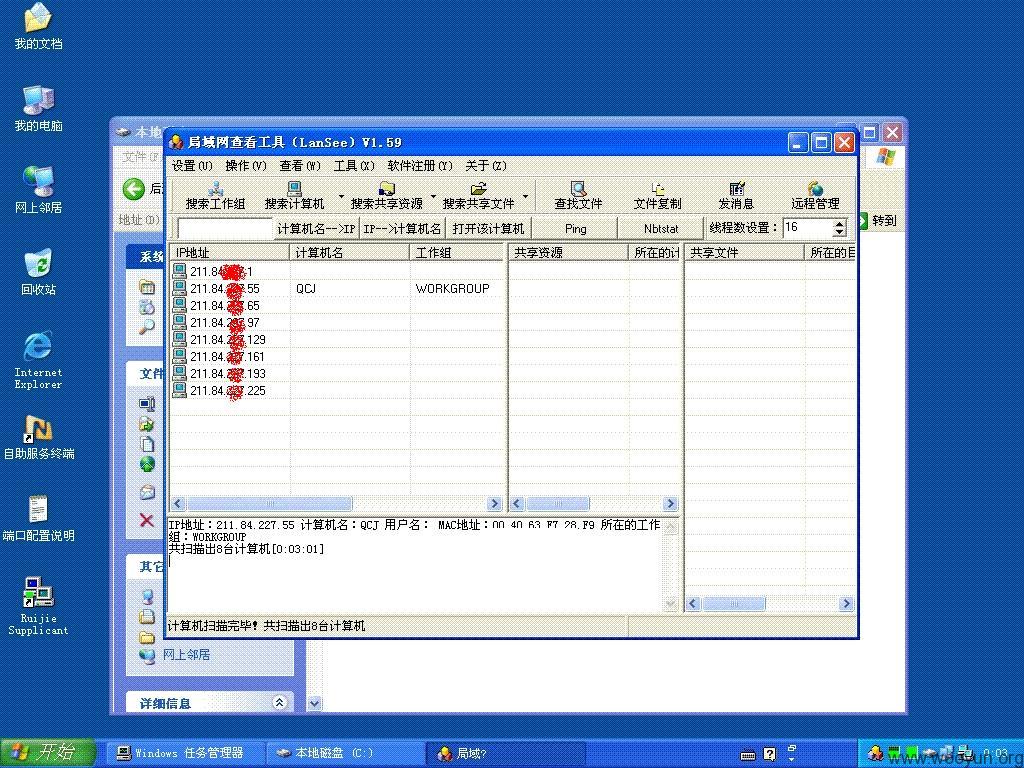 我的文档
我的电脑
网上邻居
回收站
Internet
Explorer
自助服务终端
端口配置说明
Ruijie
Supplicant
本地
文件(F
后
地址(D)
转到
系统
文件
其它
网上邻居
详细信息
局域网查看工具（LanSee）V1.59
设置(U) 操作(V) 查看(W) 工具(X) 软件注册(Y) 关于(Z)
搜索工作组 搜索计算机 搜索共享资源 搜索共享文件 查找文件 文件复制 发消息 远程管理
计算机名-->IP IP-->计算机名 打开该计算机 Ping Nbtstat 线程数设置： 16
IP地址 计算机名 工作组 共享资源 所在的计 共享文件 所在的目
211.84. .1
211.84. .55 QCJ WORKGROUP
211.84. .65
211.84. .97
211.84. .129
211.84. .161
211.84. .193
211.84. .225
IP地址：211.84.227.55 计算机名：QCJ 用户名： MAC地址：00.40.63.F7.28.F9 所在的工作
组：WORKGROUP
共扫描出8台计算机[0:03:01]
计算机扫描完毕! 共扫描出8台计算机
开始 Windows 任务管理器 本地磁盘 (C:) 局域? 0:03
www.wooyun.org